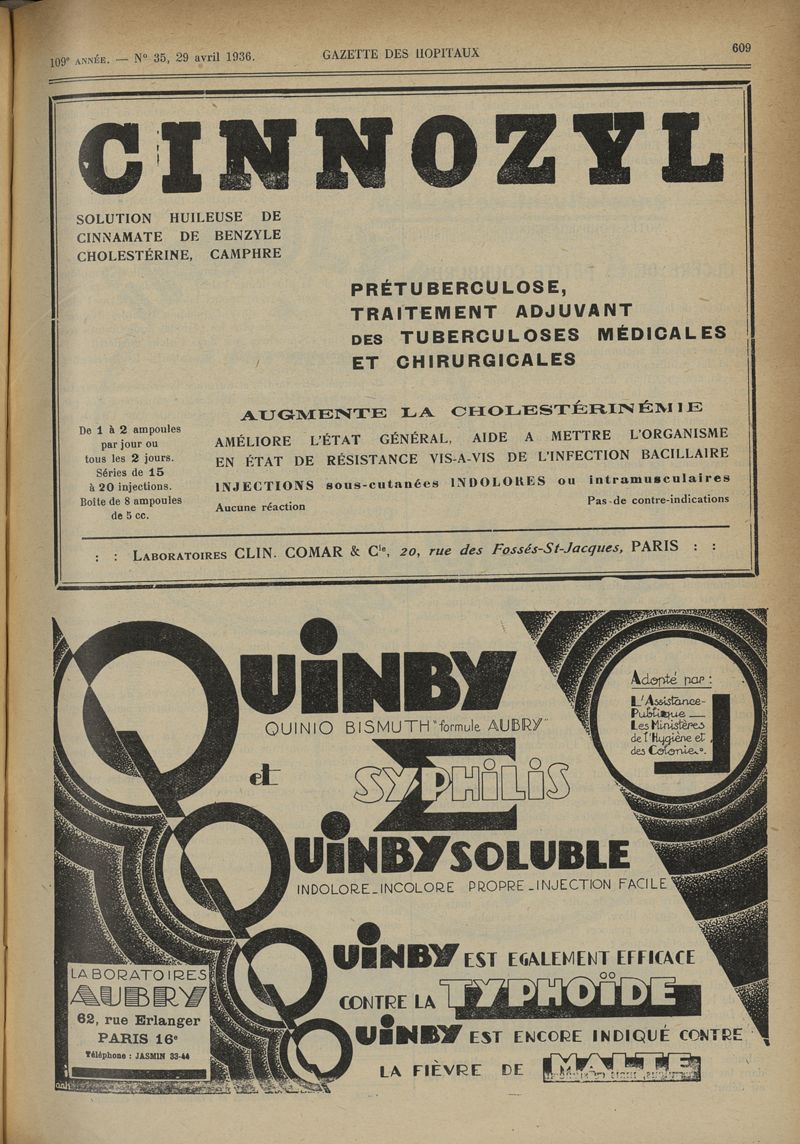 109e ANNÉE. — N° 35, 29 avril 1936.
GAZETTE DES HOPITAUX
609
CINNOZYL
SOLUTION HUILEUSE DE
CINNAMATE DE BENZYLE
CHOLESTÉRINE, CAMPHRE
PRÉTUBERCULOSE,
TRAITEMENT ADJUVANT
DES TUBERCULOSES MÉDICALES
ET CHIRURGICALES
AUGMENTE LA CHOLESTÉRINÉMIE
De 1 à 2 ampoules
par jour ou
tous les 2 jours.
Séries de 15
à 20 injections.
Boîte de 8 ampoules
de 5 cc.
AMÉLIORE L'ÉTAT GÉNÉRAL, AIDE A METTRE L'ORGANISME
EN ÉTAT DE RÉSISTANCE VIS-A-VIS DE L'INFECTION BACILLAIRE
INJECTIONS sous-cutanées INDOLORES ou intramusculaires
Aucune réaction
Pas de contre-indications
: : LABORATOIRES CLIN. COMAR & Cie, 20, rue des Fossés-St-Jacques, PARIS : :
QUINBY
QUINIO BISMUTH "formule AUBRY"
et
SYPHILIS
QUINBY SOLUBLE
INDOLORE_INCOLORE PROPRE_INJECTION FACILE
Adopté par :
L'Assistance-
Publique __
Les Ministères
de l'Hygiène et
des Colonies.
QUINBY EST EGALEMENT EFFICACE
CONTRE LA TYPHOÏDE
QUINBY EST ENCORE INDIQUÉ CONTRE
LA FIÈVRE DE MALTE
LABORATOIRES
AUBRY
62, rue Erlanger
PARIS 16e
Téléphone : JASMIN 33-44